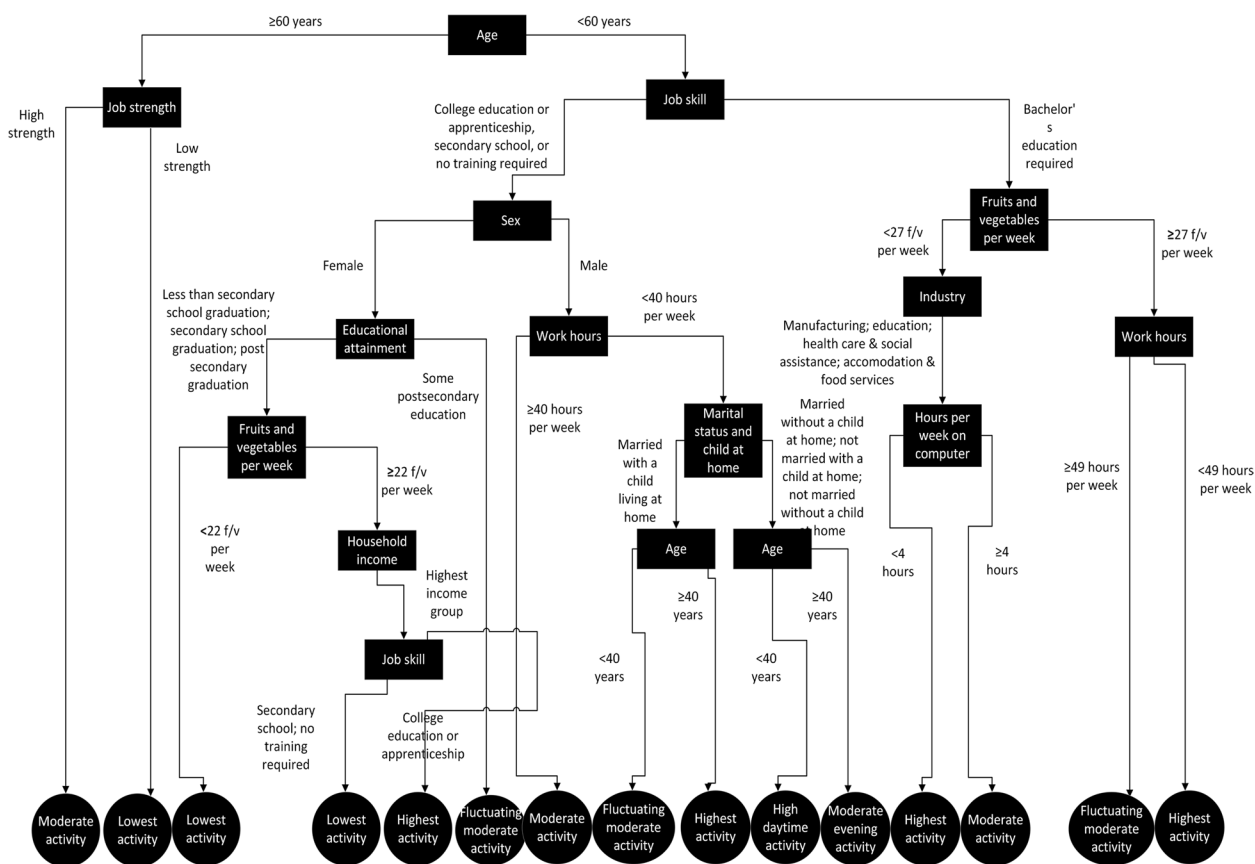 ≥60 years
<60 years
Age
Job strength
Job skill
High
strength
Low
strength
College education or
apprenticeship,
secondary school, or
no training required
Bachelor'
s
education
required
Sex
Fruits and
vegetables
per week
<27 f/v
per week
≥27 f/v
per week
Female
Male
Industry
Less than secondary
school graduation;
secondary school
graduation; post
secondary
graduation
Educational
attainment
Work hours
<40 hours
per week
Manufacturing; education;
health care & social
assistance; accomodation &
food services
Work hours
Some
postsecondary
education
≥40 hours
per week
Marital
status and
child at
home
Married
with a
child
living at
home
Married
without a child
at home; not
married with a
child at home;
not married
without a child
at home
Hours per
week on
computer
Fruits and
vegetables
per week
≥22 f/v
per week
<22 f/v
per
week
≥49 hours
per week
<49 hours
per week
Household
income
Age
Age
<4
hours
≥4
hours
Highest
income
group
≥40
years
≥40
years
Job skill
<40
years
<40
years
Secondary
school; no
training
required
College
education or
apprenticeship
Moderate
activity
Lowest
activity
Lowest
activity
Lowest
activity
Highest
activity
Fluctuating
moderate
activity
Moderate
activity
Fluctuating
moderate
activity
Highest
activity
High
daytime
activity
Moderate
evening
activity
Highest
activity
Moderate
activity
Fluctuating
moderate
activity
Highest
activity